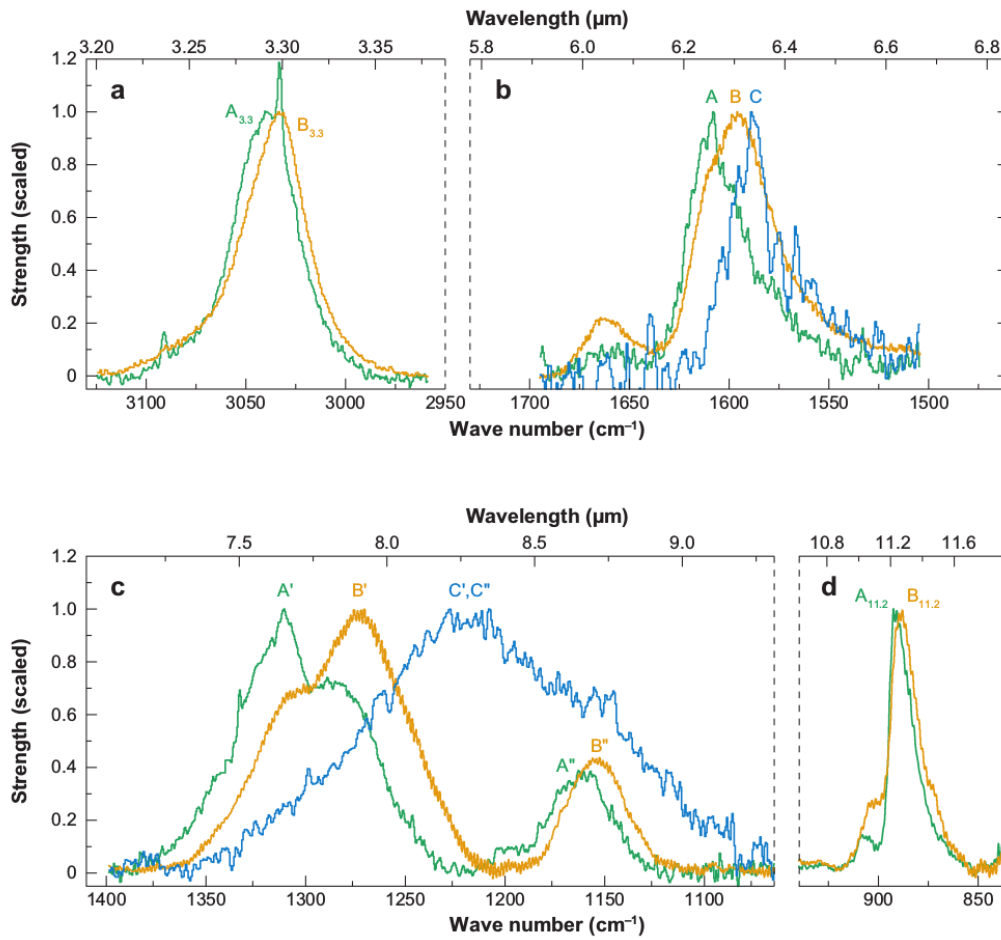 Wavelength (µm)
3.20 3.25 3.30 3.35 5.8 6.0 6.2 6.4 6.6 6.8
1.2
a b
A B C
A3.3 B3.3
1.0
0.8
0.6
0.4
0.2
0
Strength (scaled)
3100 3050 3000 2950 1700 1650 1600 1550 1500
Wave number (cm–1)
Wavelength (µm)
7.5 8.0 8.5 9.0 10.8 11.2 11.6
1.2
c d
A' B' C',C" A11.2 B11.2
1.0
0.8
0.6
A" B"
0.4
0.2
0
Strength (scaled)
1400 1300 1250 1200 1150 1100 900 850
Wave number (cm–1)